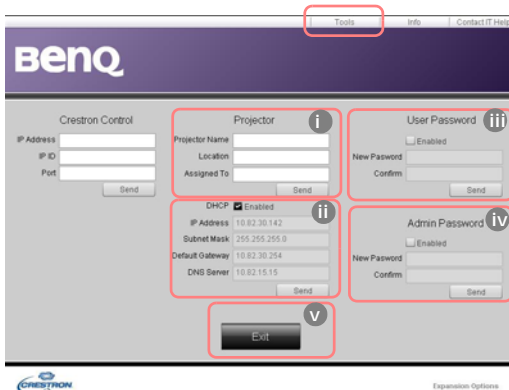 Tools Info Contact IT Help
BenQ
Crestron Control
IP Address
IP ID
Port
Send
Projector
i
Projector Name
Location
Assigned To
Send
DHCP Enabled
ii
IP Address 10.82.30.142
Subnet Mask 255.255.255.0
Default Gateway 10.82.30.254
DNS Server 10.82.15.15
Send
User Password
iii
Enabled
New Pasword
Confirm
Send
Admin Password
iv
Enabled
New Pasword
Confirm
Send
v
Exit
CRESTRON
Expansion Options